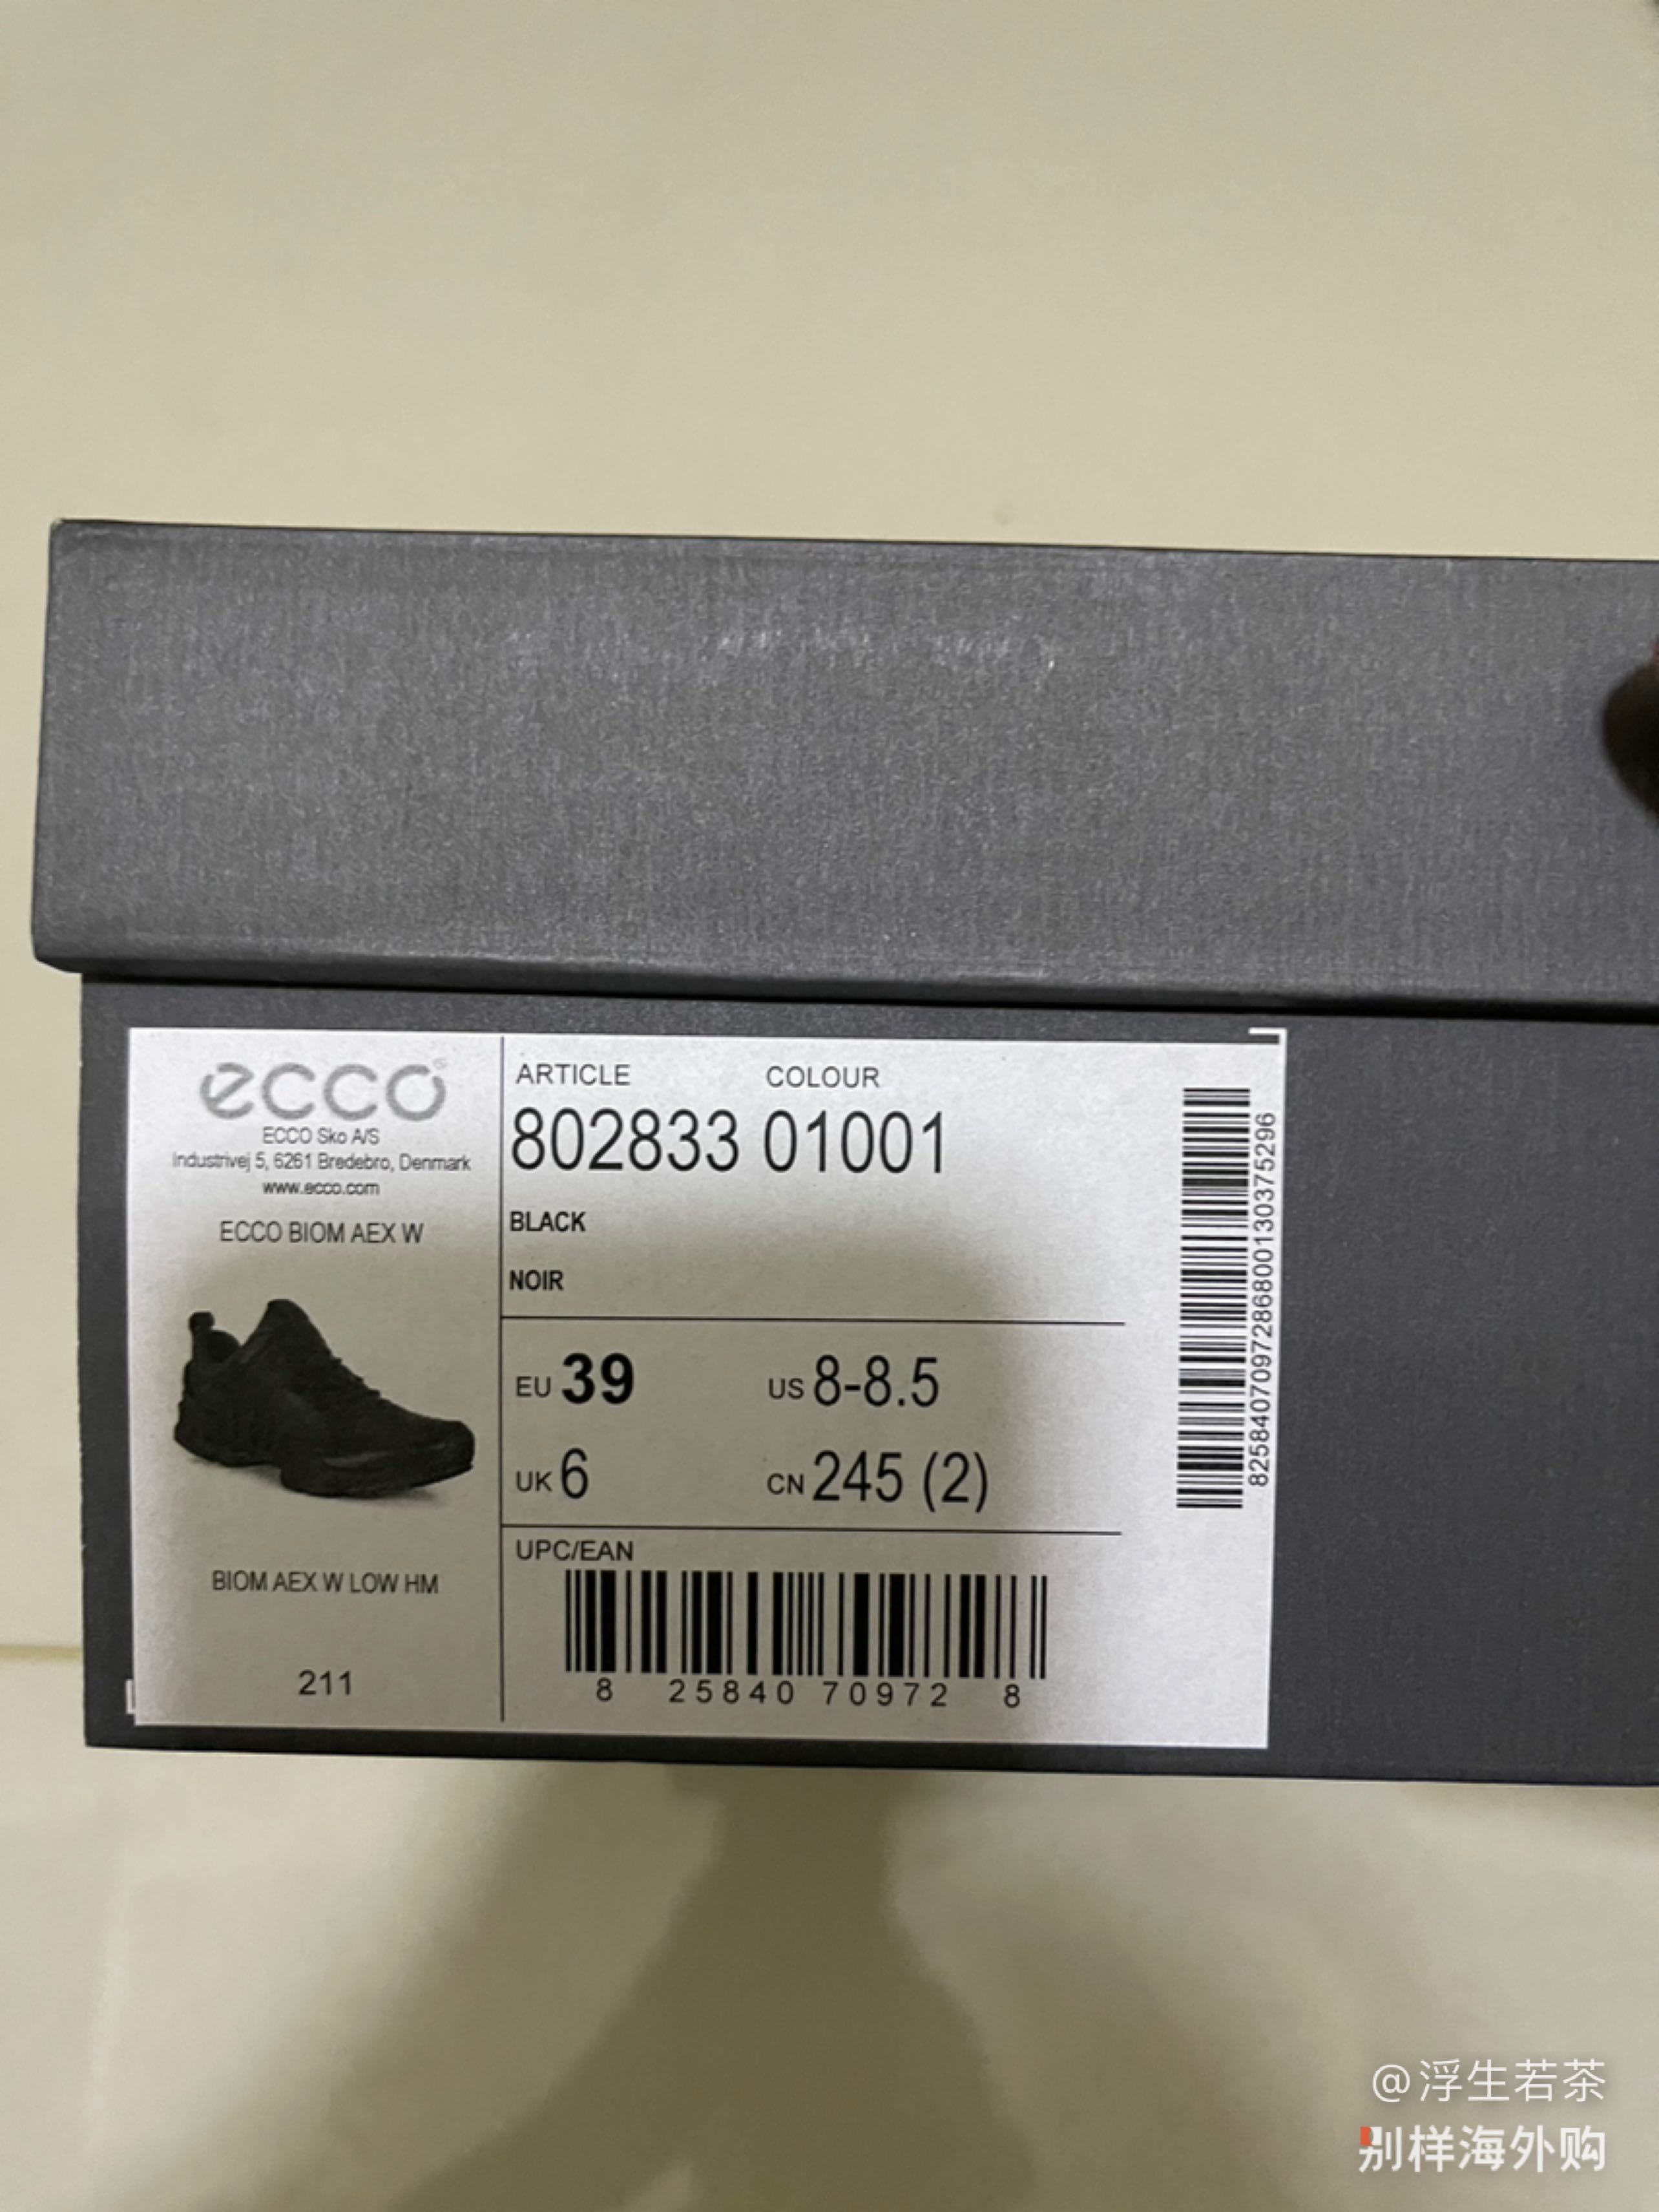 ecco
ECCO Sko A/S
Industrivej 5, 6261 Bredebro, Denmark
www.ecco.com
ECCO BIOM AEX W
BIOM AEX W LOW HM
211
ARTICLE COLOUR
802833 01001
BLACK
NOIR
EU 39 US 8-8.5
UK 6 CN 245 (2)
UPC/EAN
8 25840 70972 8
825840709728680013037​5296
@浮生若茶
别样海外购